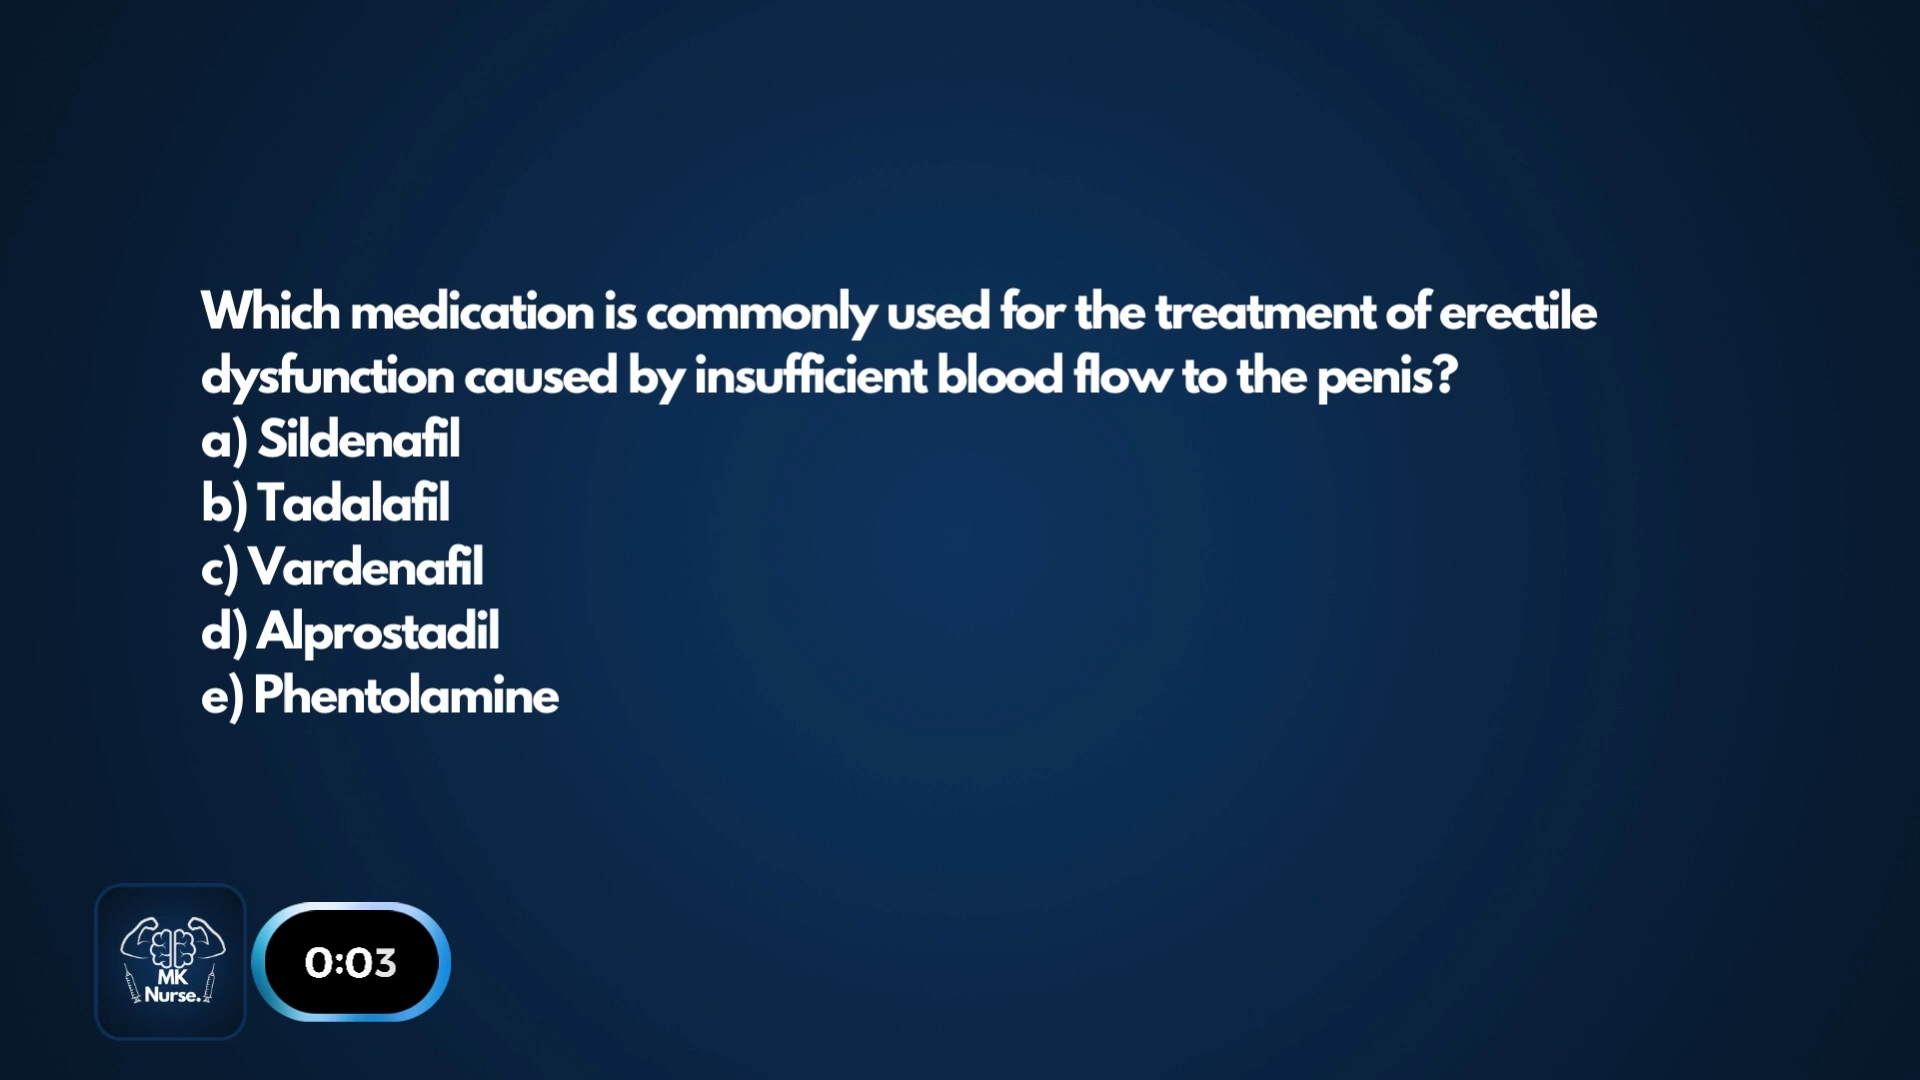 Which medication is commonly used for the treatment of erectile
dysfunction caused by insufficient blood flow to the penis?
a) Sildenafil
b) Tadalafil
c) Vardenafil
d) Alprostadil
e) Phentolamine
MK
Nurse.
0:03